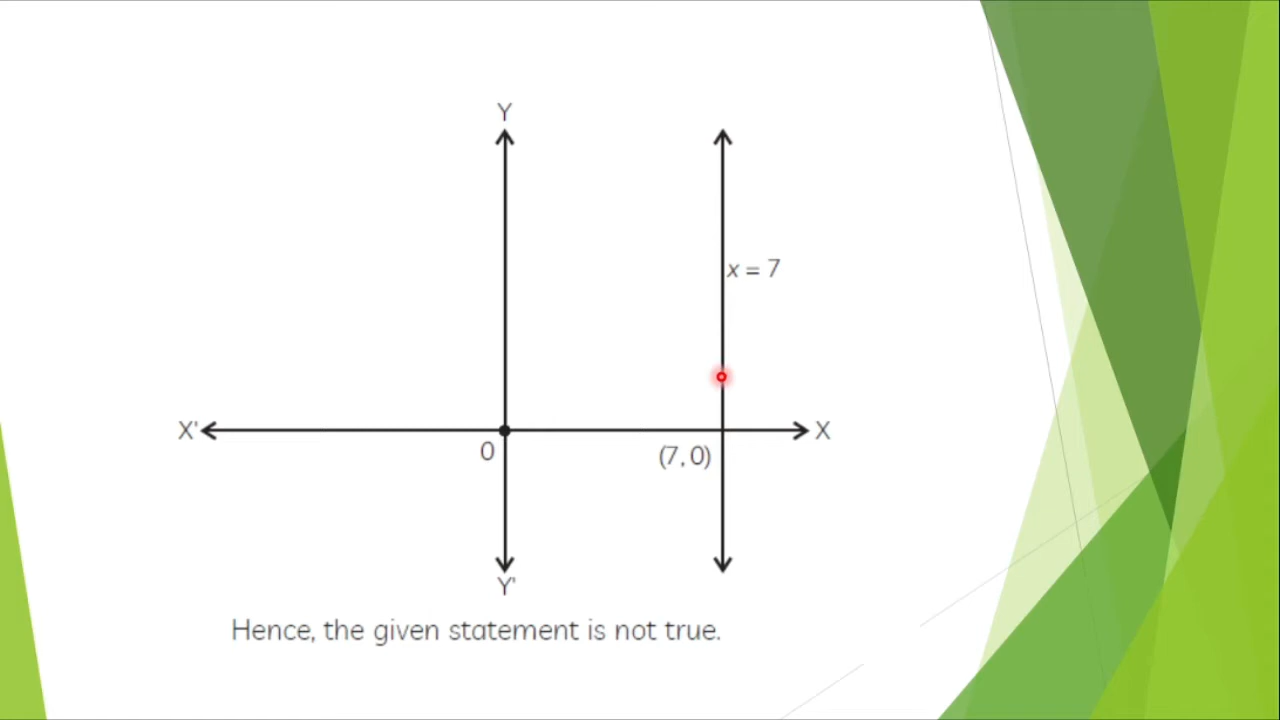 Y
x = 7
X'
X
0
(7, 0)
Y'
Hence, the given statement is not true.